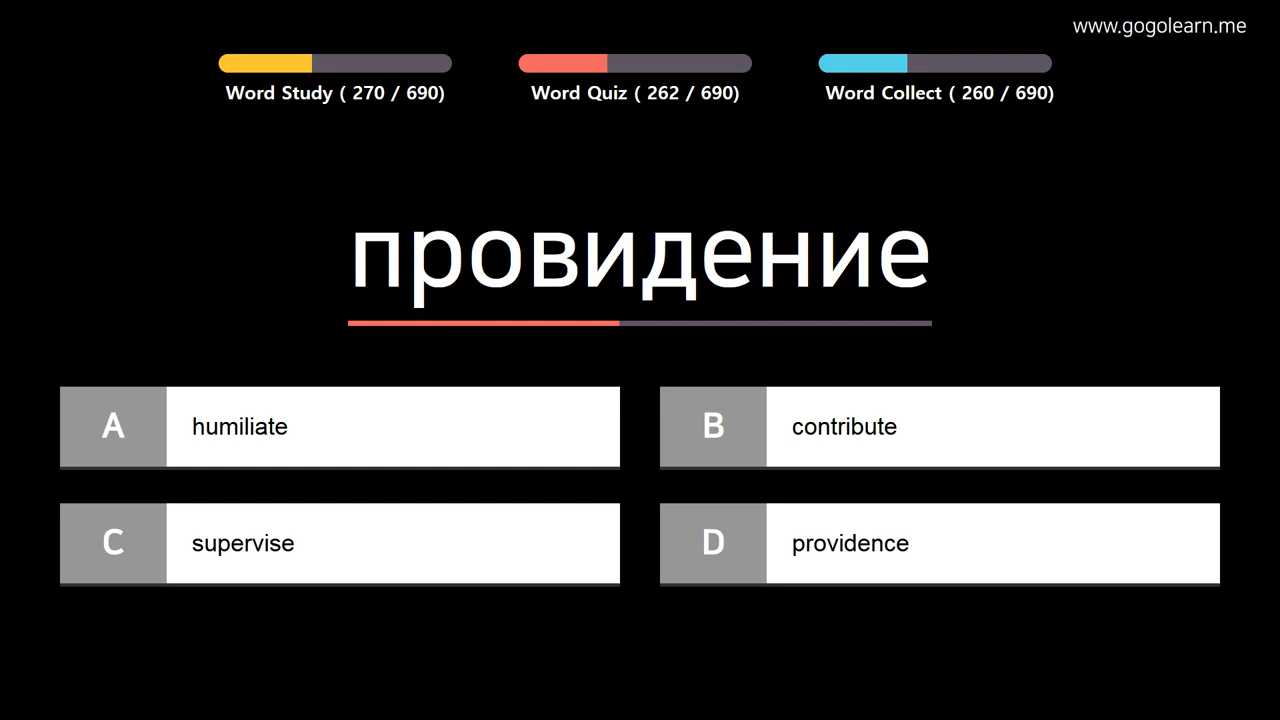 www.gogolearn.me
Word Study ( 270 / 690)
Word Quiz ( 262 / 690)
Word Collect ( 260 / 690)
провидение
A humiliate
B contribute
C supervise
D providence